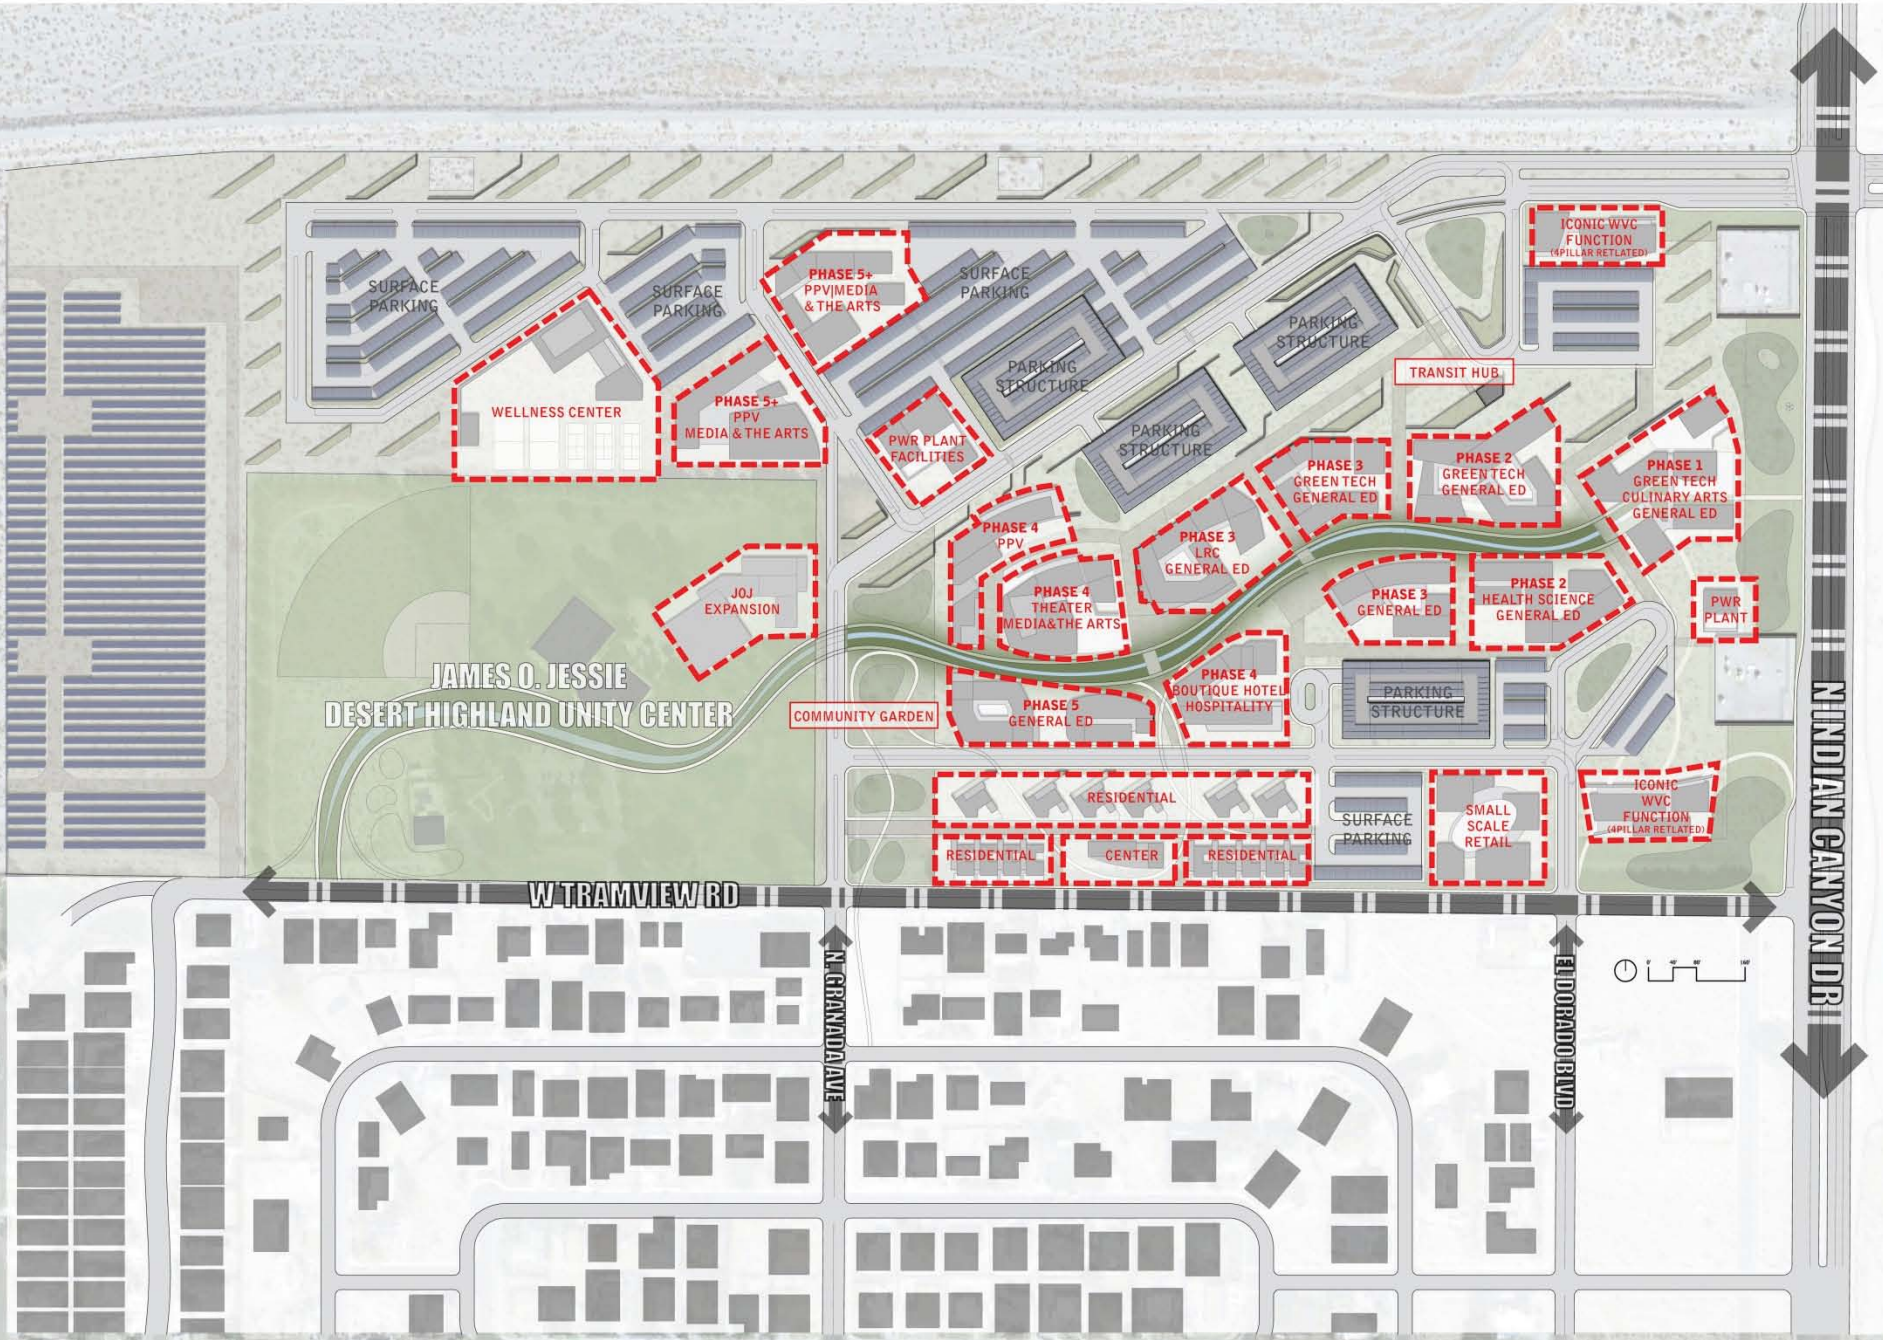 ICONIC WVC
FUNCTION
(4PILLAR RETLATED)
SURFACE
PARKING
SURFACE
PARKING
PHASE 5+
PPV|MEDIA
& THE ARTS
SURFACE
PARKING
PARKING
STRUCTURE
PARKING
STRUCTURE
TRANSIT HUB
WELLNESS CENTER
PHASE 5+
PPV
MEDIA & THE ARTS
PWR PLANT
FACILITIES
PARKING
STRUCTURE
PHASE 3
GREEN TECH
GENERAL ED
PHASE 2
GREEN TECH
GENERAL ED
PHASE 1
GREEN TECH
CULINARY ARTS
GENERAL ED
PHASE 4
PPV
PHASE 3
LRC
GENERAL ED
JOJ
EXPANSION
PHASE 4
THEATER
MEDIA&THE ARTS
PHASE 3
GENERAL ED
PHASE 2
HEALTH SCIENCE
GENERAL ED
PWR
PLANT
JAMES O. JESSIE
DESERT HIGHLAND UNITY CENTER
COMMUNITY GARDEN
PHASE 5
GENERAL ED
PHASE 4
BOUTIQUE HOTEL
HOSPITALITY
PARKING
STRUCTURE
N INDIAN CANYON DR
RESIDENTIAL
SURFACE
PARKING
SMALL
SCALE
RETAIL
ICONIC
WVC
FUNCTION
(4PILLAR RETLATED)
RESIDENTIAL
CENTER
RESIDENTIAL
W TRAMVIEW RD
N. GRANADA AVE
EL DORADO BLVD
0' 40' 80' 160'